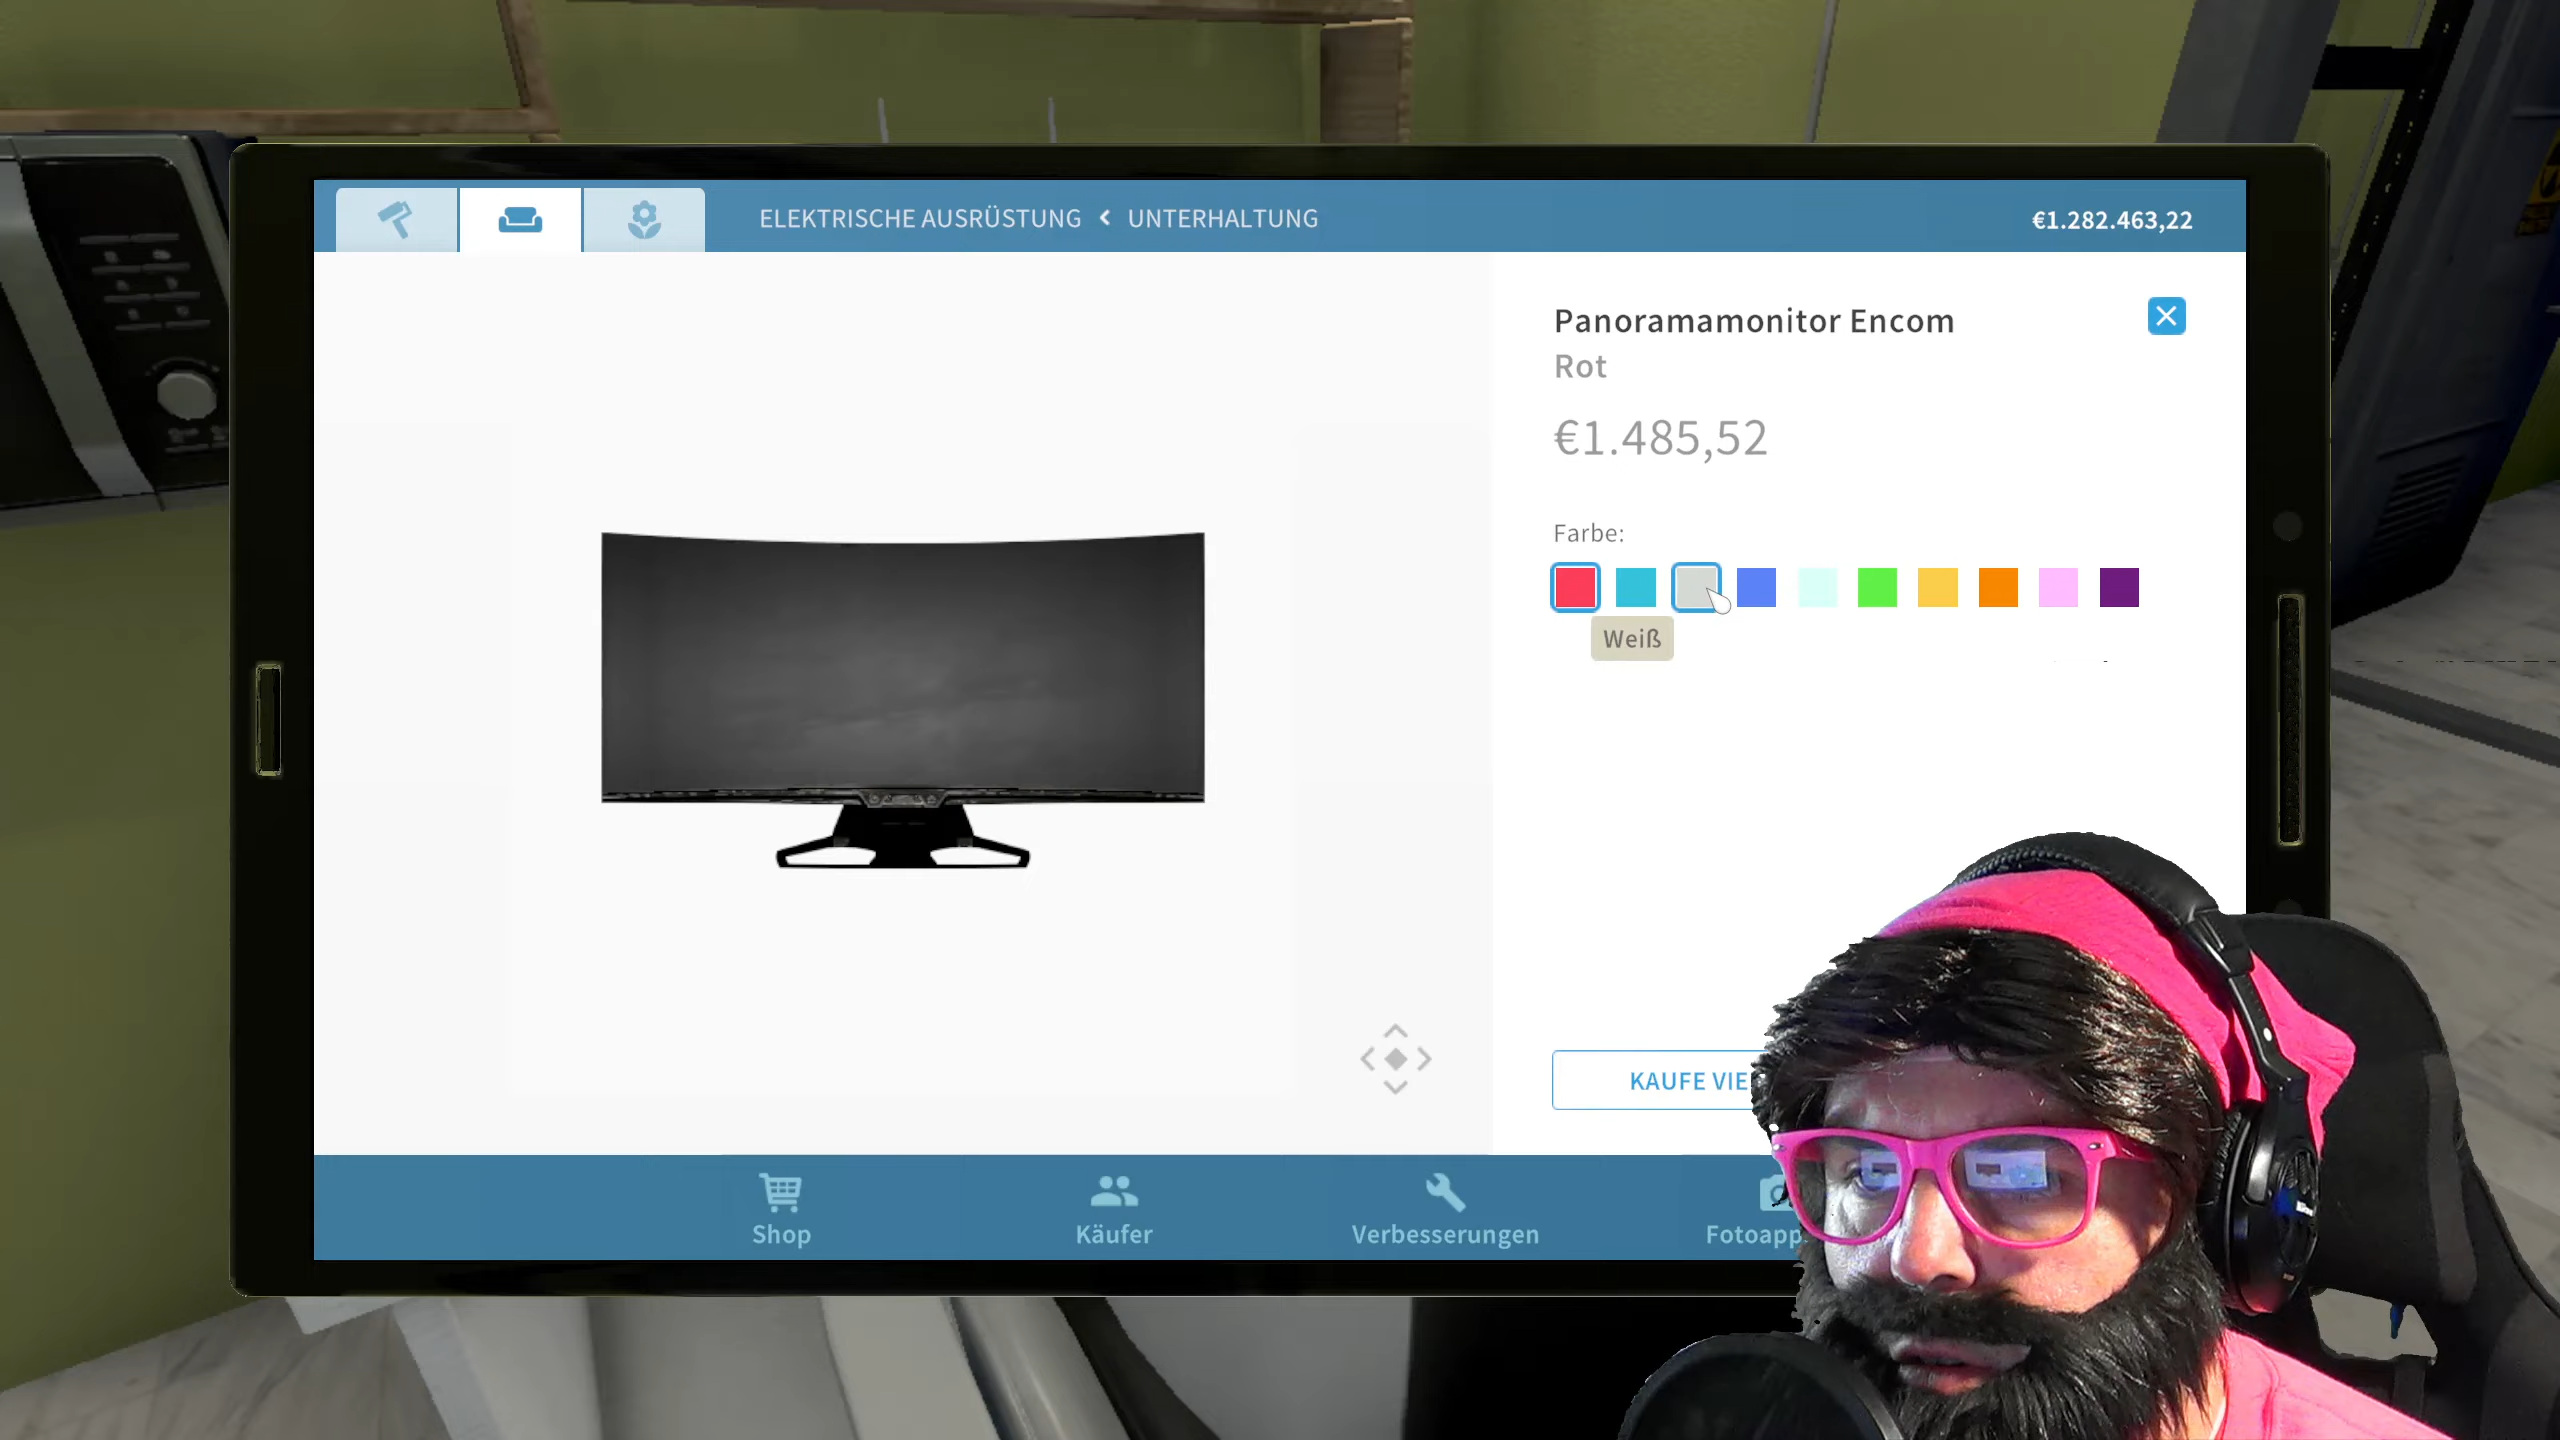 ELEKTRISCHE AUSRÜSTUNG < UNTERHALTUNG
€1.282.463,22
Panoramamonitor Encom
Rot
€1.485,52
Farbe:
Weiß
KAUFE VIE
Shop
Käufer
Verbesserungen
Fotoapp